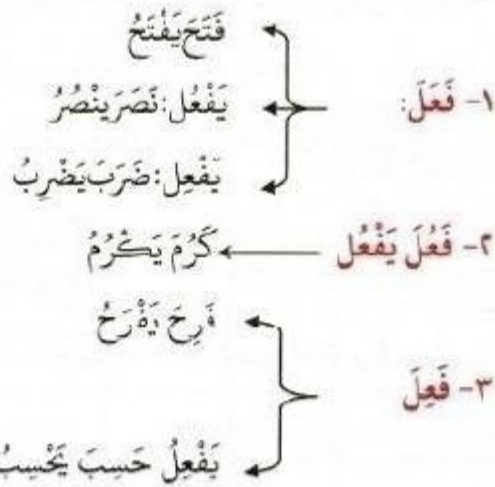 فَتَحَ يَفْتَحُ
١- فَعَلَ: يَفْعُل: نَصَرَ يَنْصُرُ
يَفْعِل: ضَرَبَ يَضْرِبُ
٢- فَعُلَ يَفْعُل كَرُمَ يَكْرُمُ
فَرِحَ يَفْرَحُ
٣- فَعِلَ
يَفْعِلُ حَسِبَ يَحْسِبُ